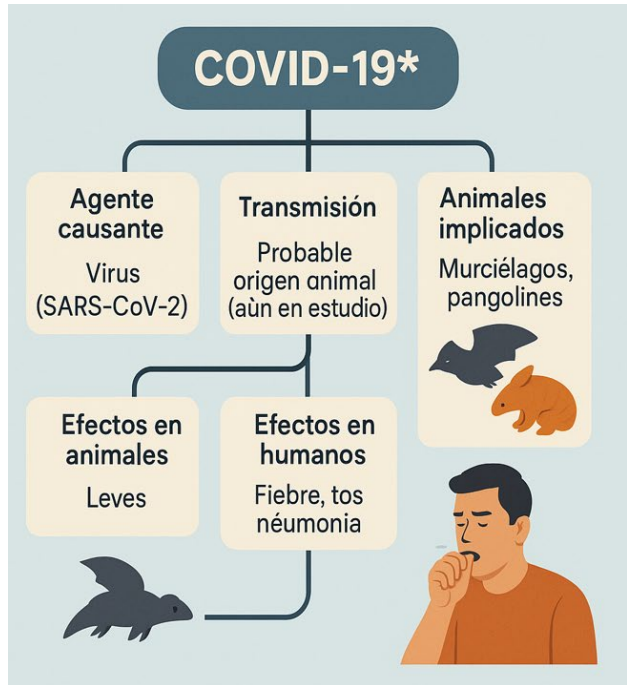 COVID-19*
Agente
causante
Virus
(SARS-CoV-2)
Transmisión
Probable
origen animal
(aùn en estudio)
Animales
implicados
Murciélagos,
pangolines
Efectos en
animales
Leves
Efectos en
humanos
Fiebre, tos
néumonia